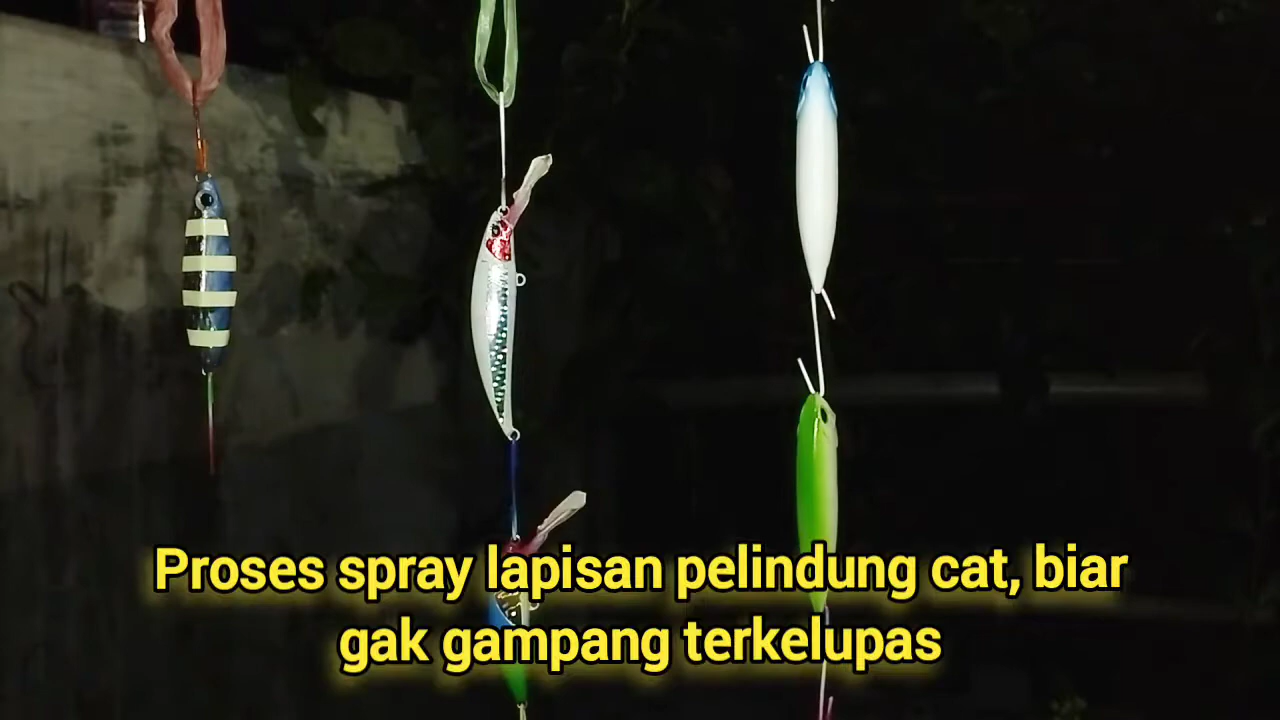 Proses spray lapisan pelindung cat, biar
gak gampang terkelupas